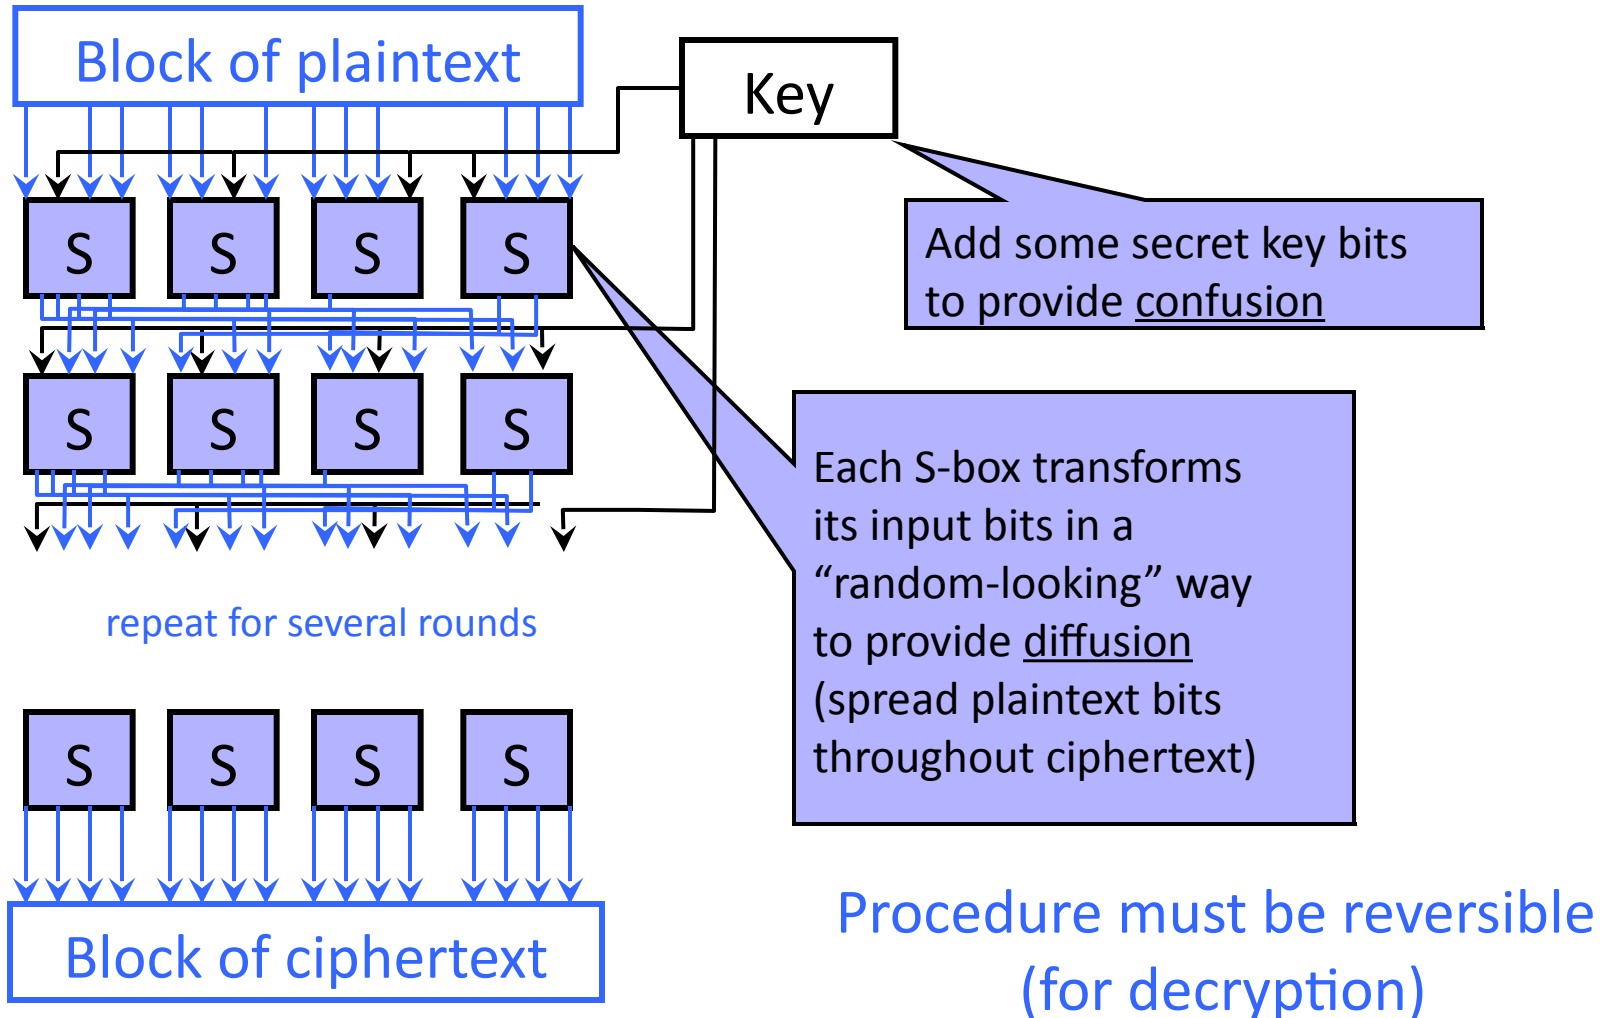 Block of plaintext
Key
S S S S
Add some secret key bits
to provide confusion
S S S S
Each S-box transforms
its input bits in a
“random-looking” way
to provide diffusion
(spread plaintext bits
throughout ciphertext)
repeat for several rounds
S S S S
Block of ciphertext
Procedure must be reversible
(for decryption)